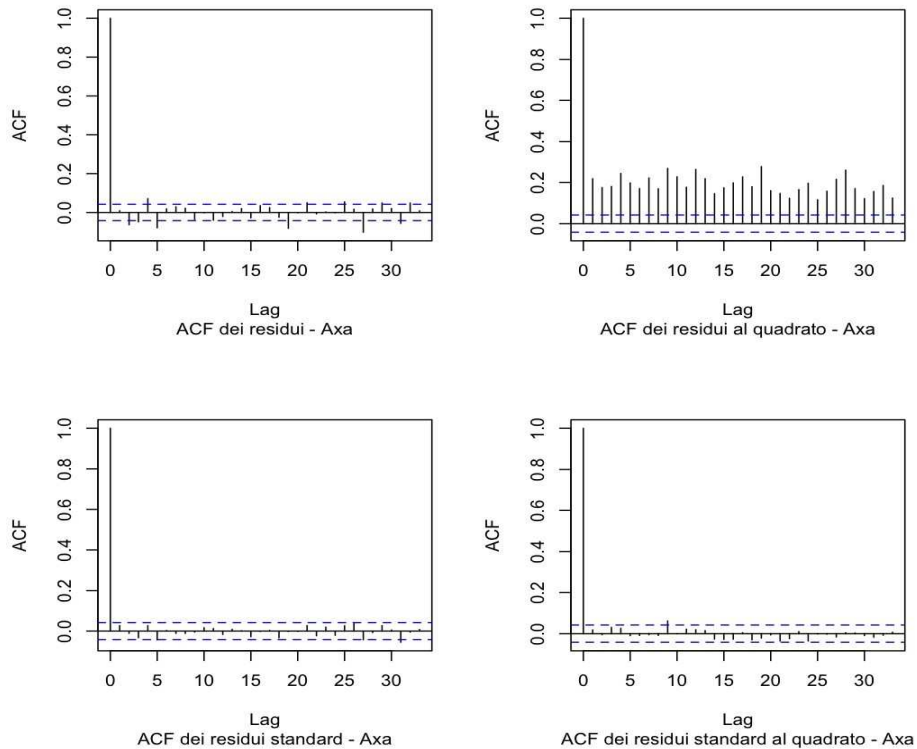 ACF
0.0 0.2 0.4 0.6 0.8 1.0
0 5 10 15 20 25 30
Lag
ACF dei residui - Axa
ACF
0.0 0.2 0.4 0.6 0.8 1.0
0 5 10 15 20 25 30
Lag
ACF dei residui al quadrato - Axa
ACF
0.0 0.2 0.4 0.6 0.8 1.0
0 5 10 15 20 25 30
Lag
ACF dei residui standard - Axa
ACF
0.0 0.2 0.4 0.6 0.8 1.0
0 5 10 15 20 25 30
Lag
ACF dei residui standard al quadrato - Axa